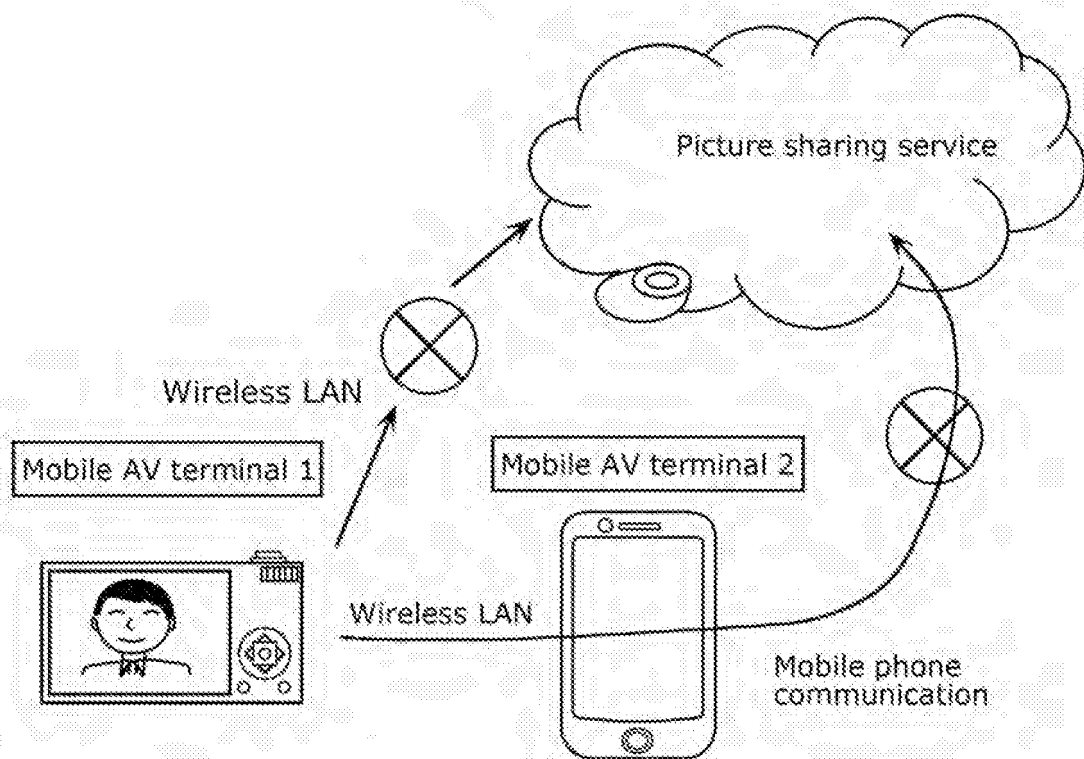 Picture sharing service
Wireless LAN
Mobile AV terminal 1
Mobile AV terminal 2
Wireless LAN
Mobile phone
communication